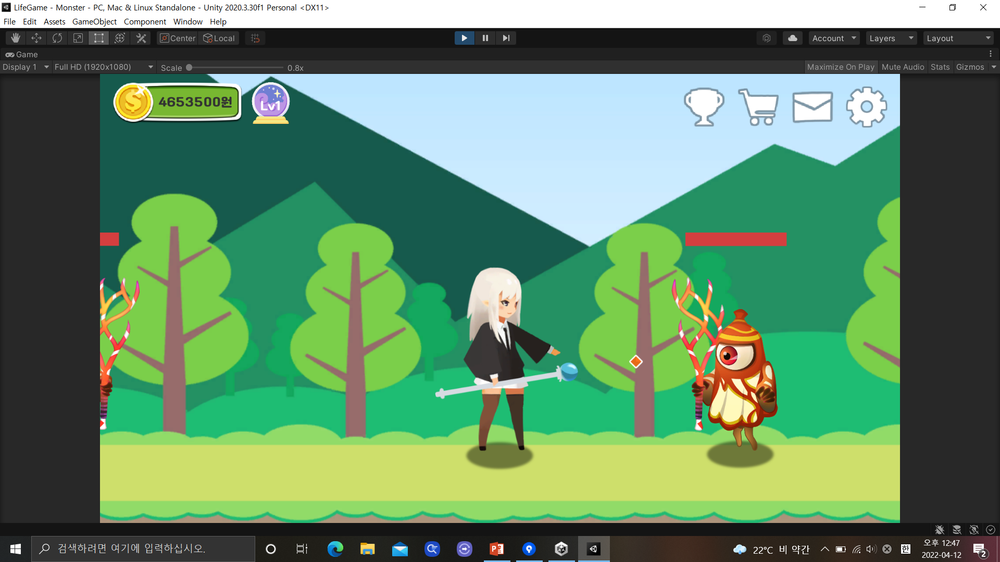 LifeGame - Monster - PC, Mac & Linux Standalone - Unity 2020.3.30f1 Personal <DX11>
File Edit Assets GameObject Component Window Help
Center Local Account Layers Layout
Game
Display 1 Full HD (1920x1080) Scale 0.8x Maximize On Play Mute Audio Stats Gizmos
$ 4653500원 Lv1
검색하려면 여기에 입력하십시오.
22°C 비 약간
한
오후 12:47
2022-04-12
2